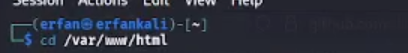 Session Actions Edit View Help
┌──(erfan㉿erfankali)-[~]
└─$ cd /var/www/html